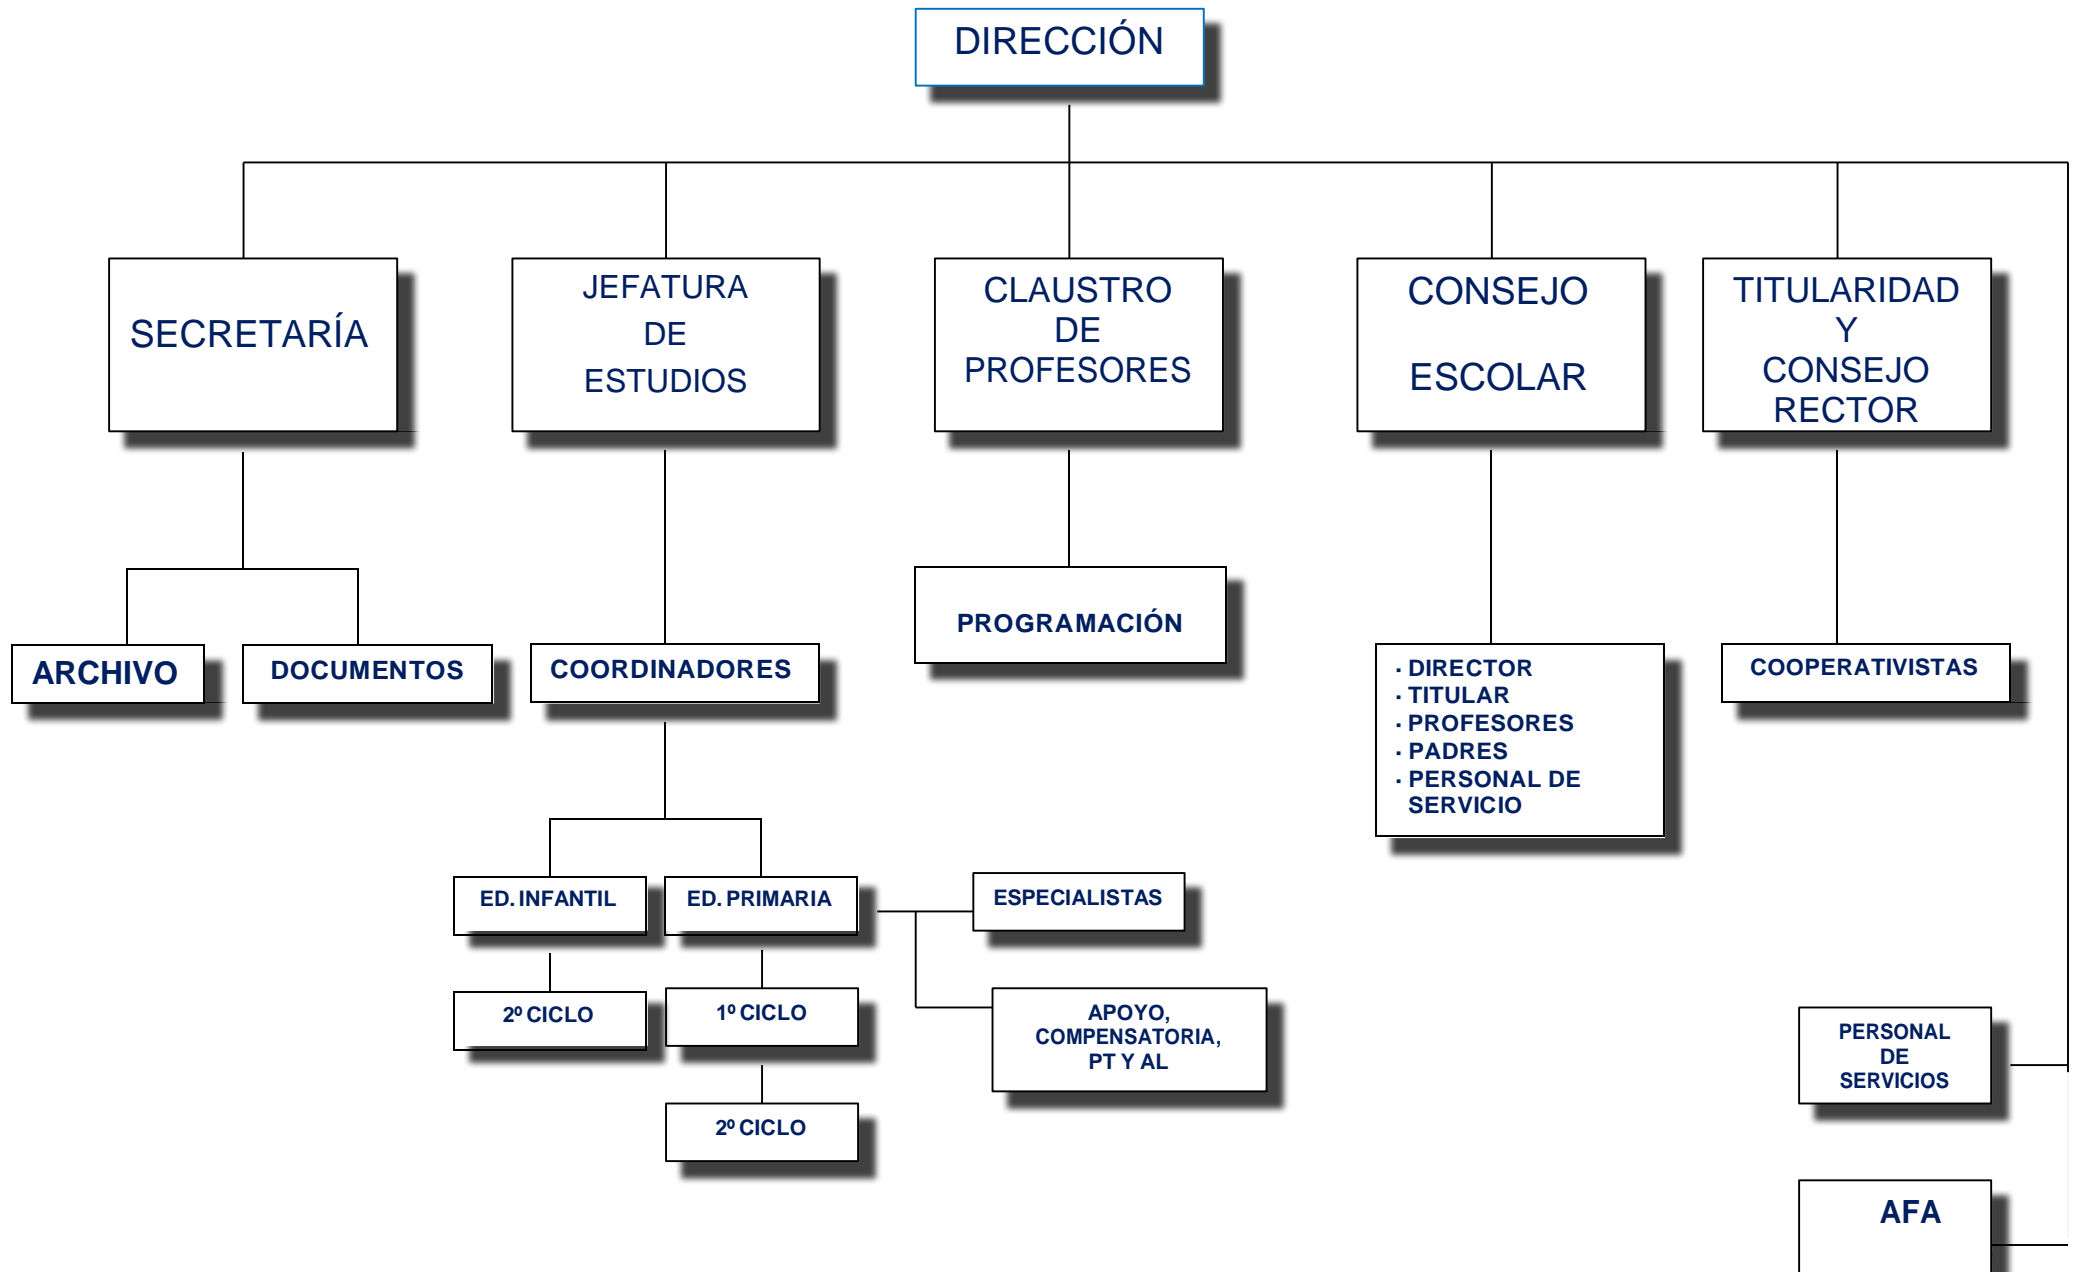 DIRECCIÓN
SECRETARÍA
JEFATURA
DE
ESTUDIOS
CLAUSTRO
DE
PROFESORES
CONSEJO
ESCOLAR
TITULARIDAD
Y
CONSEJO
RECTOR
ARCHIVO
DOCUMENTOS
COORDINADORES
PROGRAMACIÓN
· DIRECTOR
· TITULAR
· PROFESORES
· PADRES
· PERSONAL DE
SERVICIO
COOPERATIVISTAS
ED. INFANTIL
ED. PRIMARIA
ESPECIALISTAS
2º CICLO
1º CICLO
APOYO,
COMPENSATORIA,
PT Y AL
2º CICLO
PERSONAL
DE
SERVICIOS
AFA